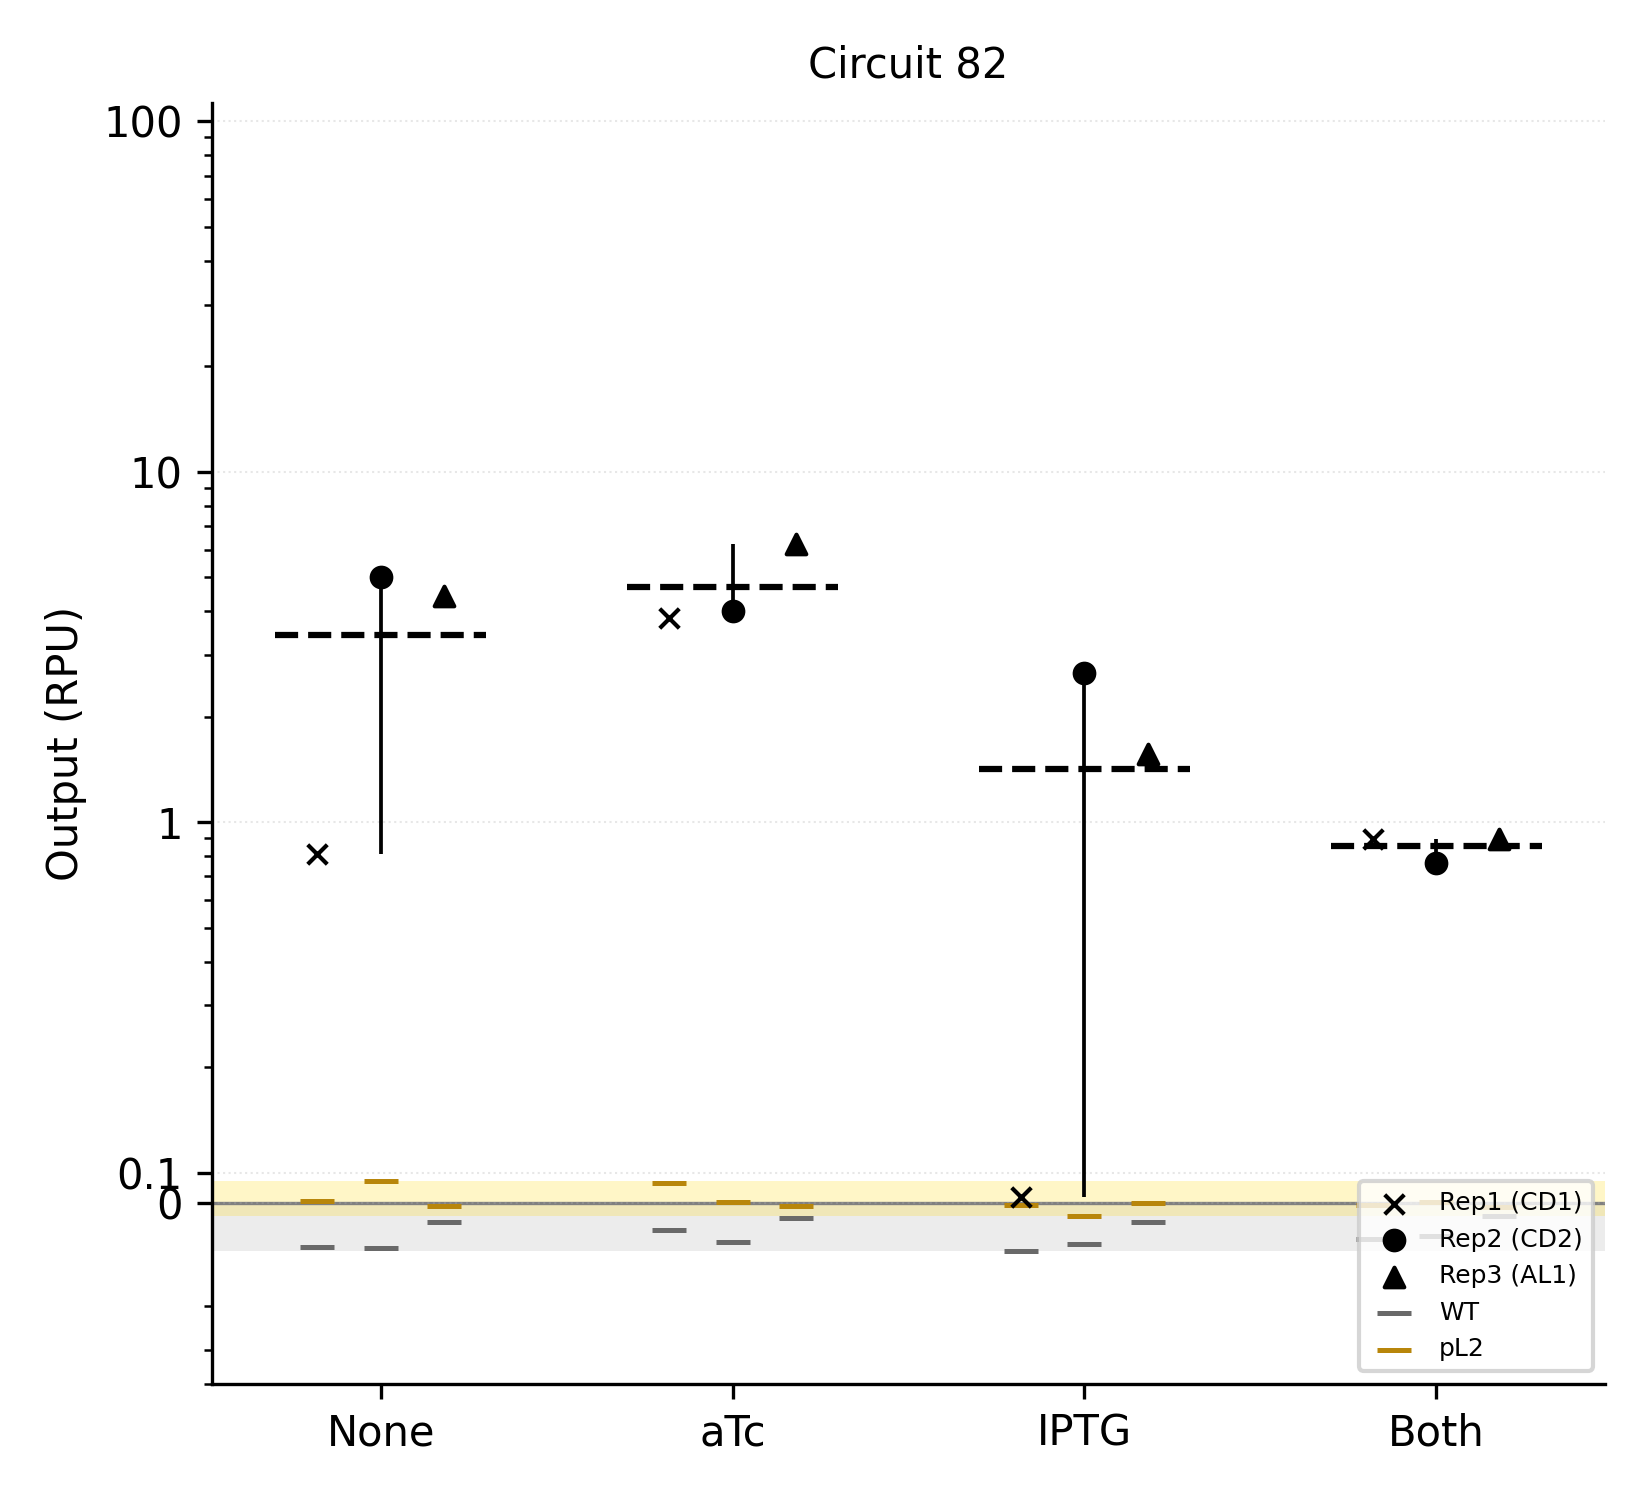 Circuit 82
Output (RPU)
100
10
1
0.1
0
None
aTc
IPTG
Both
Rep1 (CD1)
Rep2 (CD2)
Rep3 (AL1)
WT
pL2